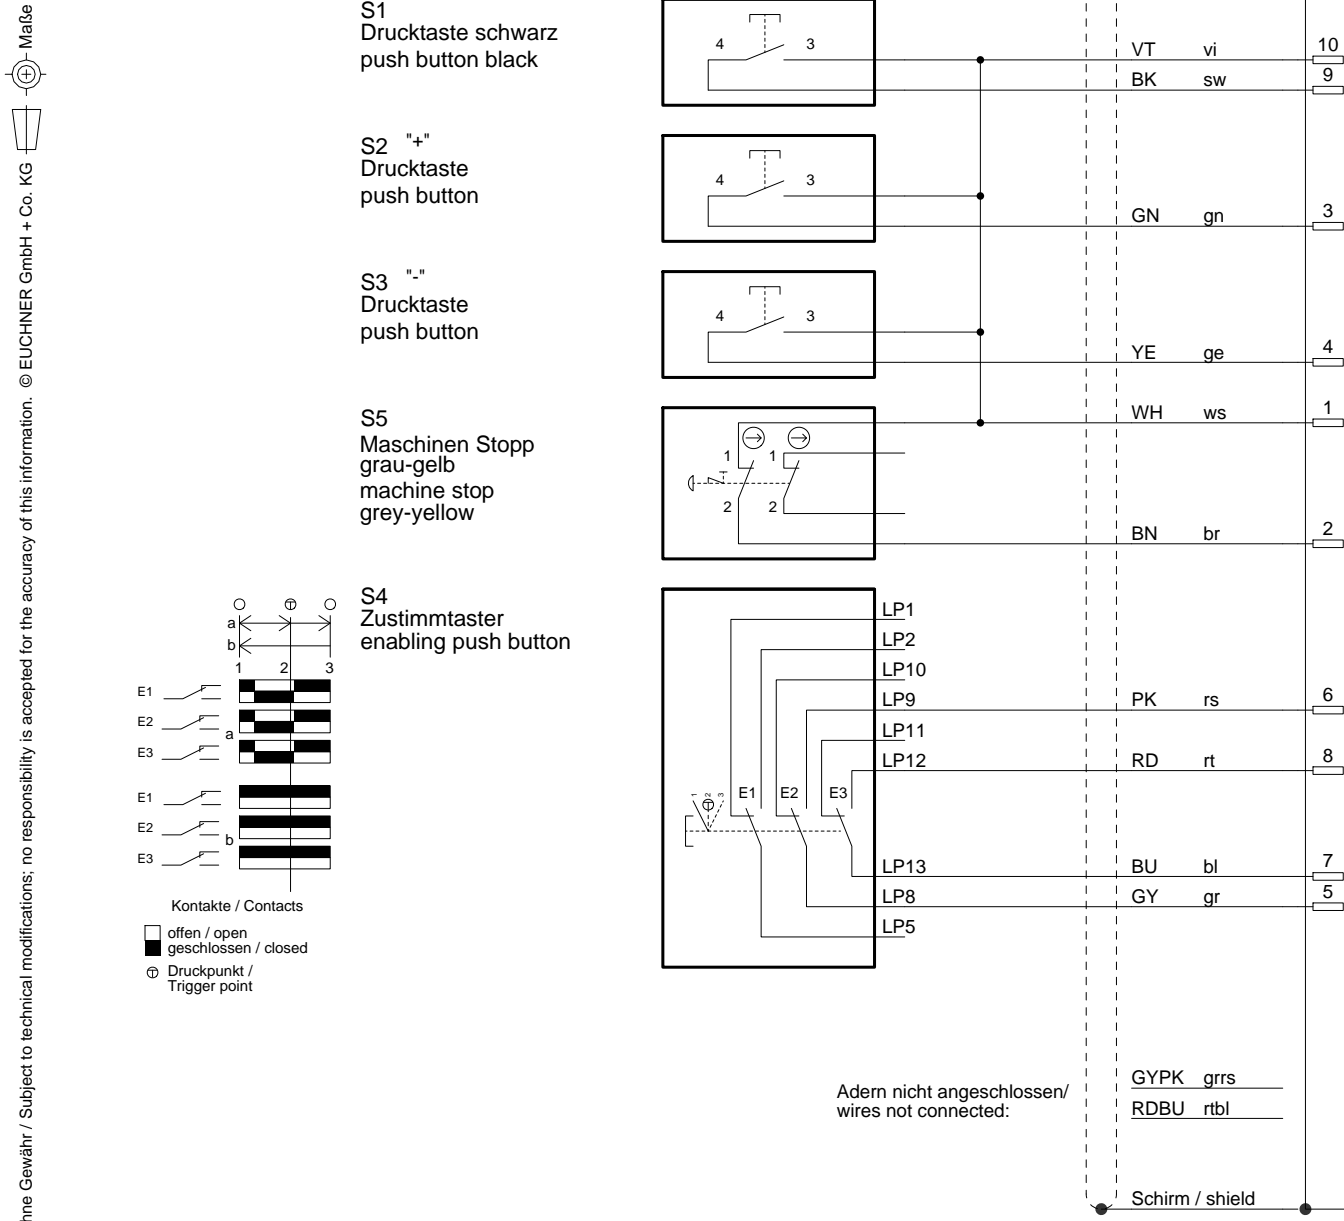 S1
Drucktaste schwarz
push button black
4 3
VT vi 10
BK sw 9
S2 "+"
Drucktaste
push button
4 3
GN gn 3
S3 "-"
Drucktaste
push button
4 3
YE ge 4
S5
Maschinen Stopp
grau-gelb
machine stop
grey-yellow
1 1
2 2
WH ws 1
BN br 2
S4
Zustimmtaster
enabling push button
a
b
1 2 3
E1
E2
a
E3
E1
E2
b
E3
Kontakte / Contacts
offen / open
geschlossen / closed
Druckpunkt /
Trigger point
LP1
LP2
LP10
LP9 PK rs 6
LP11
LP12 RD rt 8
1 2 3
E1 E2 E3
LP13 BU bl 7
LP8 GY gr 5
LP5
Adern nicht angeschlossen/
wires not connected:
GYPK grrs
RDBU rtbl
Schirm / shield
hne Gewähr / Subject to technical modifications; no responsibility is accepted for the accuracy of this information. © EUCHNER GmbH + Co. KG
Maße